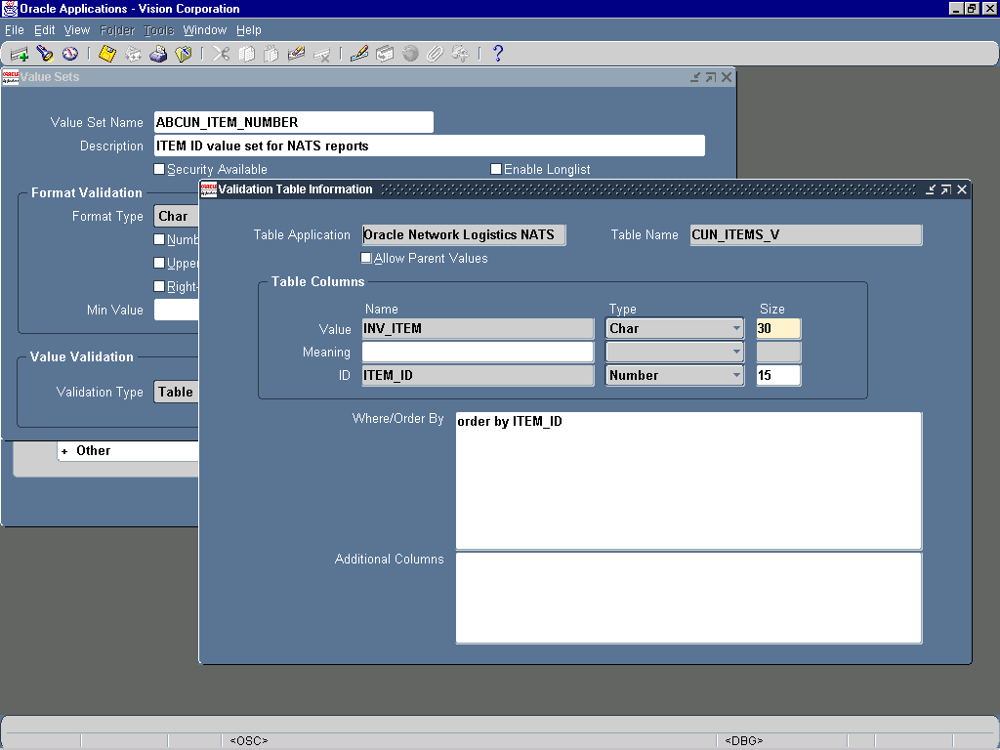 Oracle Applications - Vision Corporation
File Edit View Folder Tools Window Help
Value Sets
Value Set Name ABCUN_ITEM_NUMBER
Description ITEM ID value set for NATS reports
Security Available Enable Longlist
Format Validation
Format Type Char
Numb
Upper
Right-
Min Value
Value Validation
Validation Type Table
+ Other
Validation Table Information
Table Application Oracle Network Logistics NATS Table Name CUN_ITEMS_V
Allow Parent Values
Table Columns
Name Type Size
Value INV_ITEM Char 30
Meaning
ID ITEM_ID Number 15
Where/Order By order by ITEM_ID
Additional Columns
<OSC> <DBG>